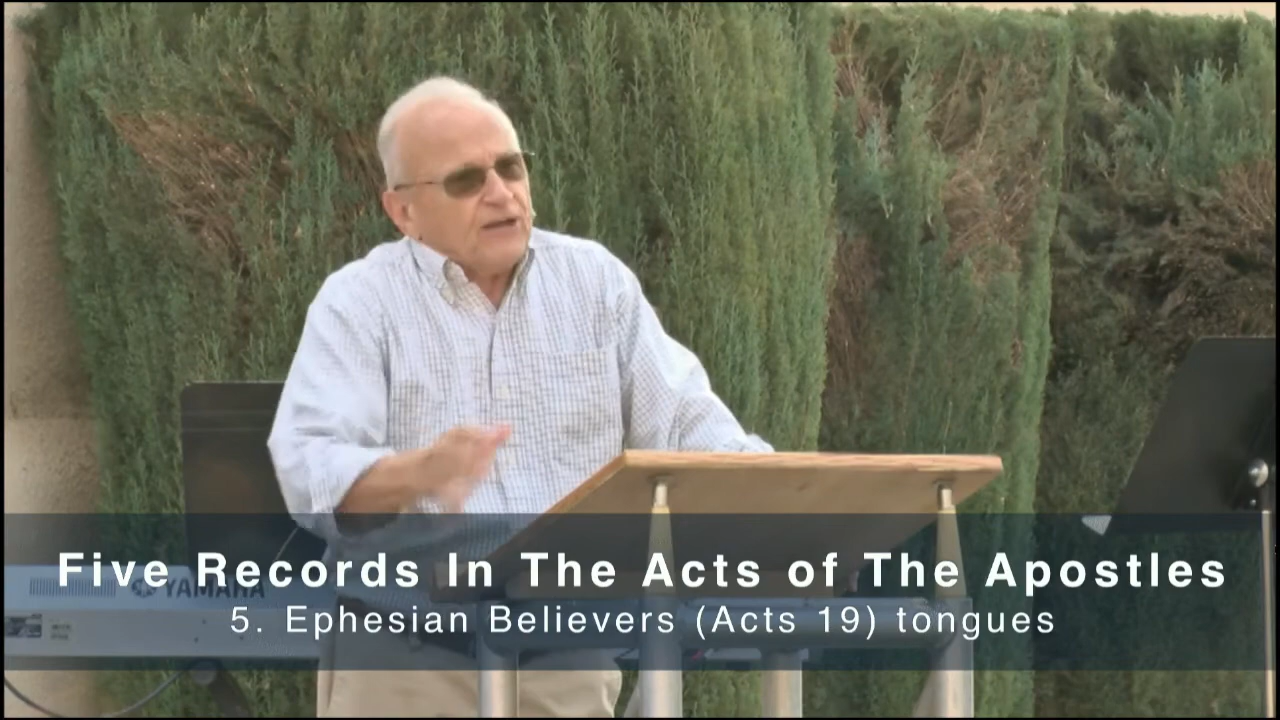 Five Records In The Acts of The Apostles
YAMAHA
5. Ephesian Believers (Acts 19) tongues